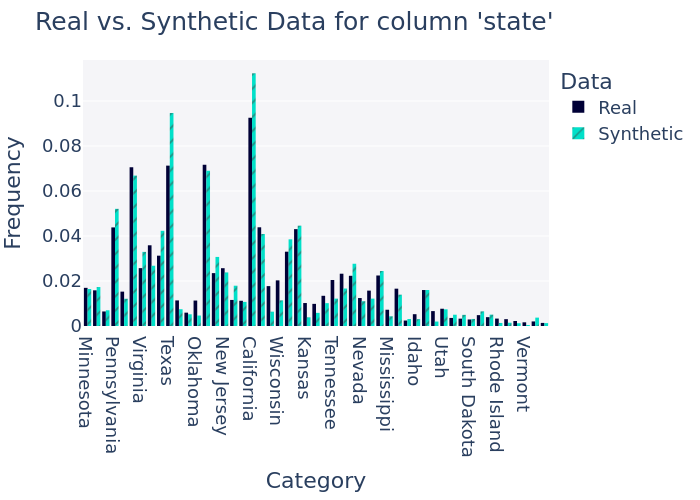 Real vs. Synthetic Data for column 'state'
Data
Real
Synthetic
Frequency
0.1
0.08
0.06
0.04
0.02
0
Minnesota
Pennsylvania
Virginia
Texas
Oklahoma
New Jersey
California
Wisconsin
Kansas
Tennessee
Nevada
Mississippi
Idaho
Utah
South Dakota
Rhode Island
Vermont
Category